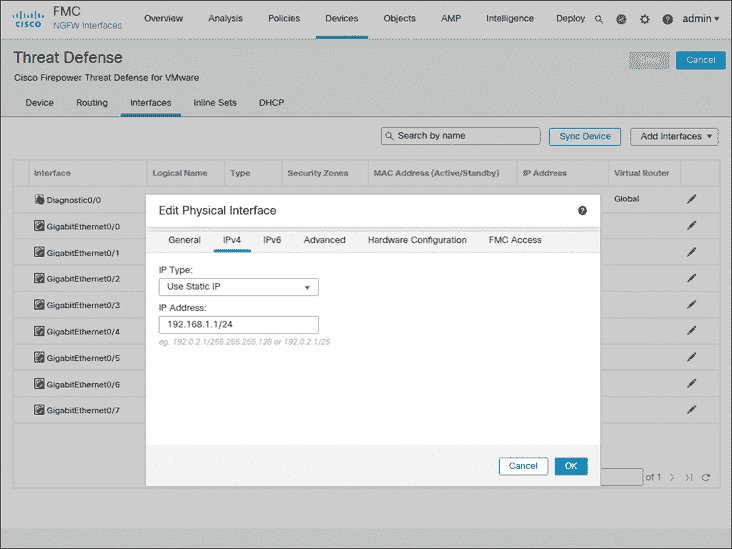 CISCO
FMC
NGFW Interfaces
Overview Analysis Policies Devices Objects AMP Intelligence Deploy admin
Threat Defense
Cancel
Cisco Firepower Threat Defense for VMware
Device Routing Interfaces Inline Sets DHCP
Search by name Sync Device Add Interfaces
Interface Logical Name Type Security Zones MAC Address (Active/Standby) IP Address Virtual Router
Diagnostic0/0 Global
GigabitEthernet0/0
GigabitEthernet0/1
GigabitEthernet0/2
GigabitEthernet0/3
GigabitEthernet0/4
GigabitEthernet0/5
GigabitEthernet0/6
GigabitEthernet0/7
Edit Physical Interface
General IPv4 IPv6 Advanced Hardware Configuration FMC Access
IP Type:
Use Static IP
IP Address:
192.168.1.1/24
eg. 192.0.2.1/255.255.255.128 or 192.0.2.1/25
Cancel OK
of 1